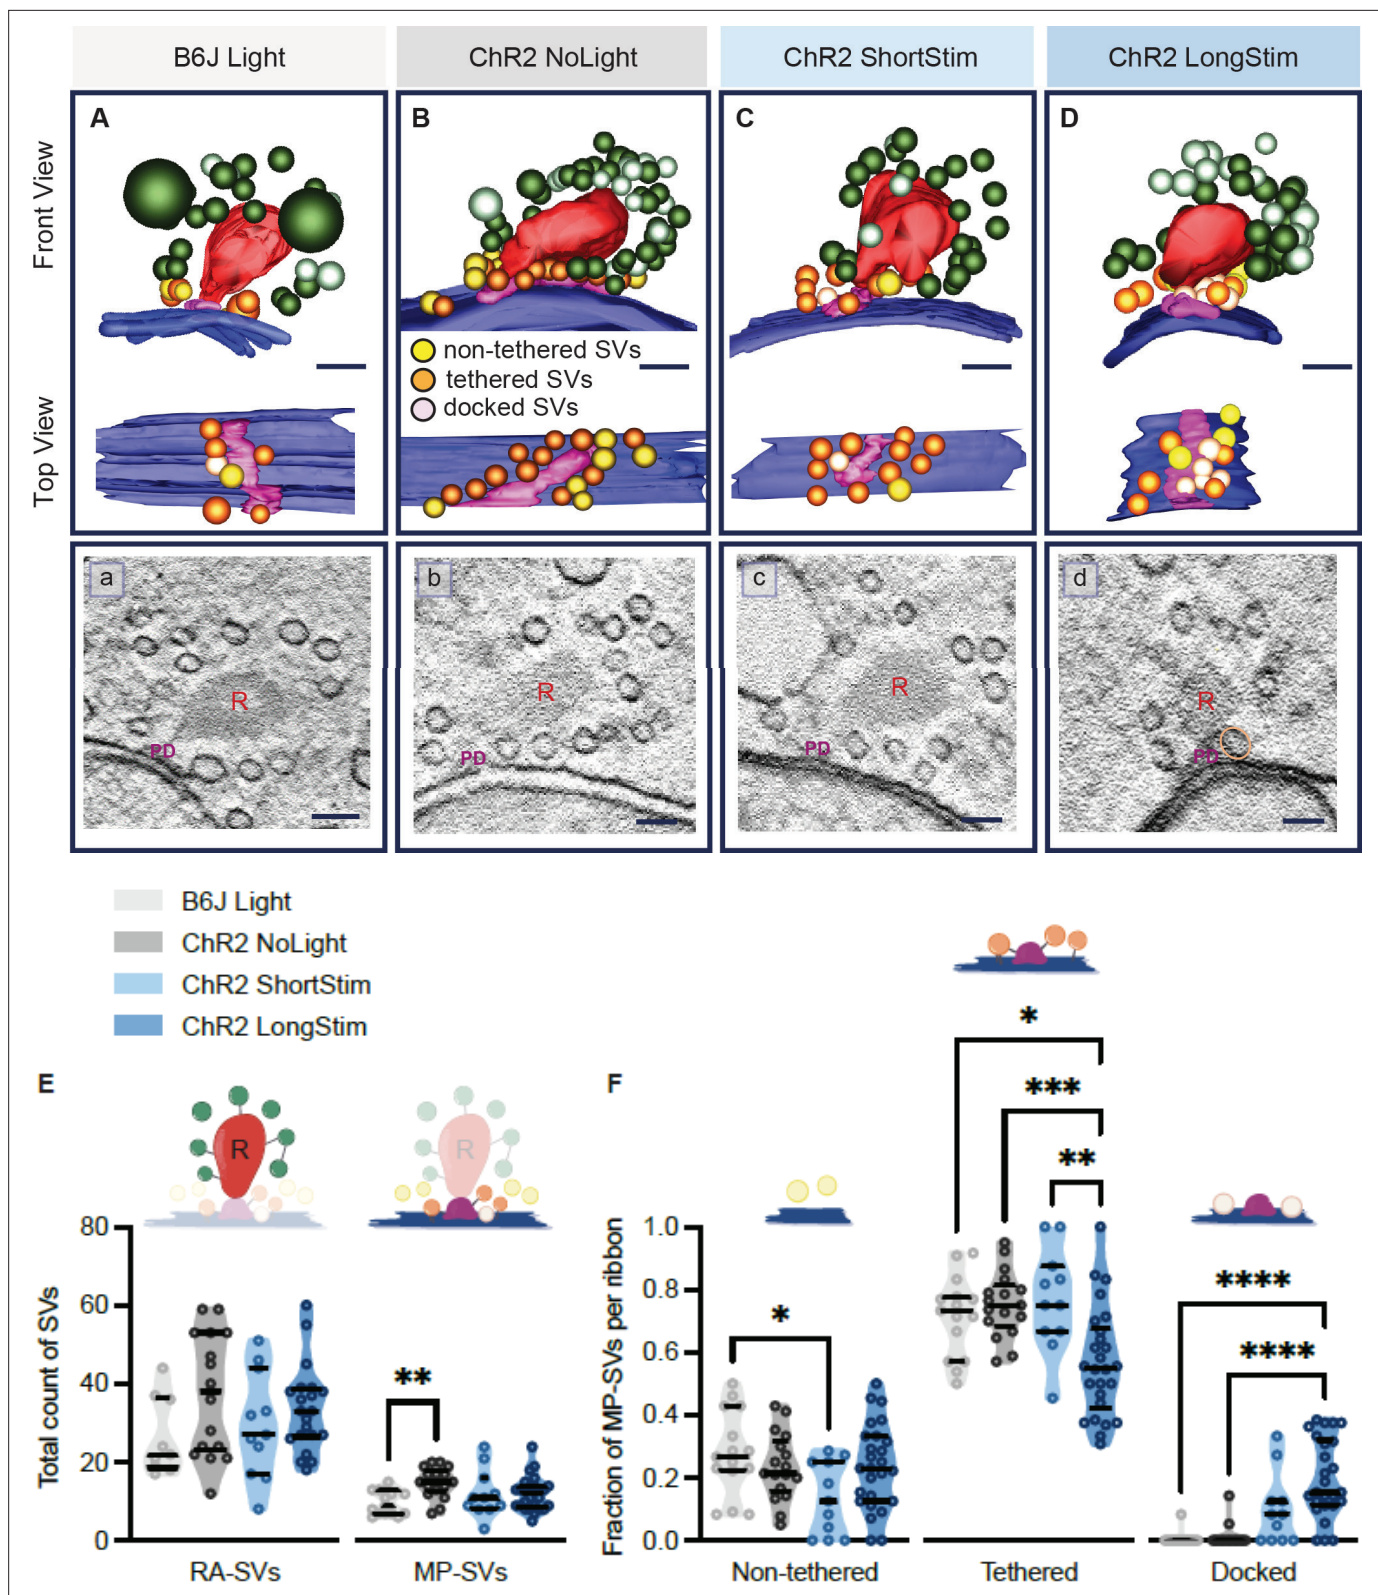 B6J Light
ChR2 NoLight
ChR2 ShortStim
ChR2 LongStim
Front View
A
B
C
D
non-tethered SVs
tethered SVs
docked SVs
Top View
a
R
PD
b
R
PD
c
R
PD
d
R
PD
B6J Light
ChR2 NoLight
ChR2 ShortStim
ChR2 LongStim
E
R
R
**
Total count of SVs
80
60
40
20
0
RA-SVs
MP-SVs
F
*
***
**
*
****
****
Fraction of MP-SVs per ribbon
1.0
0.8
0.6
0.4
0.2
0.0
Non-tethered
Tethered
Docked